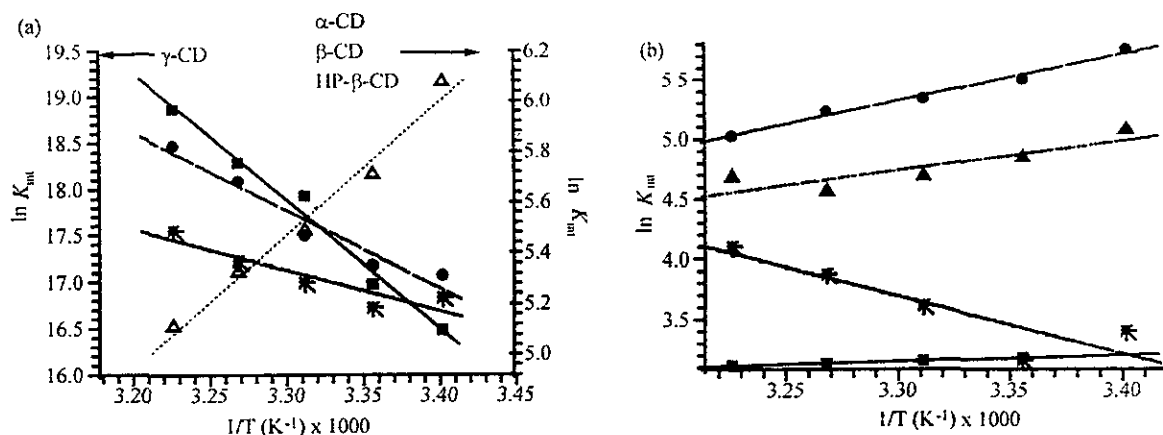 (a)
α-CD
γ-CD
β-CD
HP-β-CD
19.5
19.0
18.5
18.0
17.5
17.0
16.5
16.0
ln K int
6.2
6.0
5.8
5.6
5.4
5.2
5.0
ln K int
3.20 3.25 3.30 3.35 3.40 3.45
1/T (K⁻¹) x 1000
(b)
5.5
5.0
4.5
4.0
3.5
ln K int
3.25 3.30 3.35 3.40
1/T (K⁻¹) x 1000